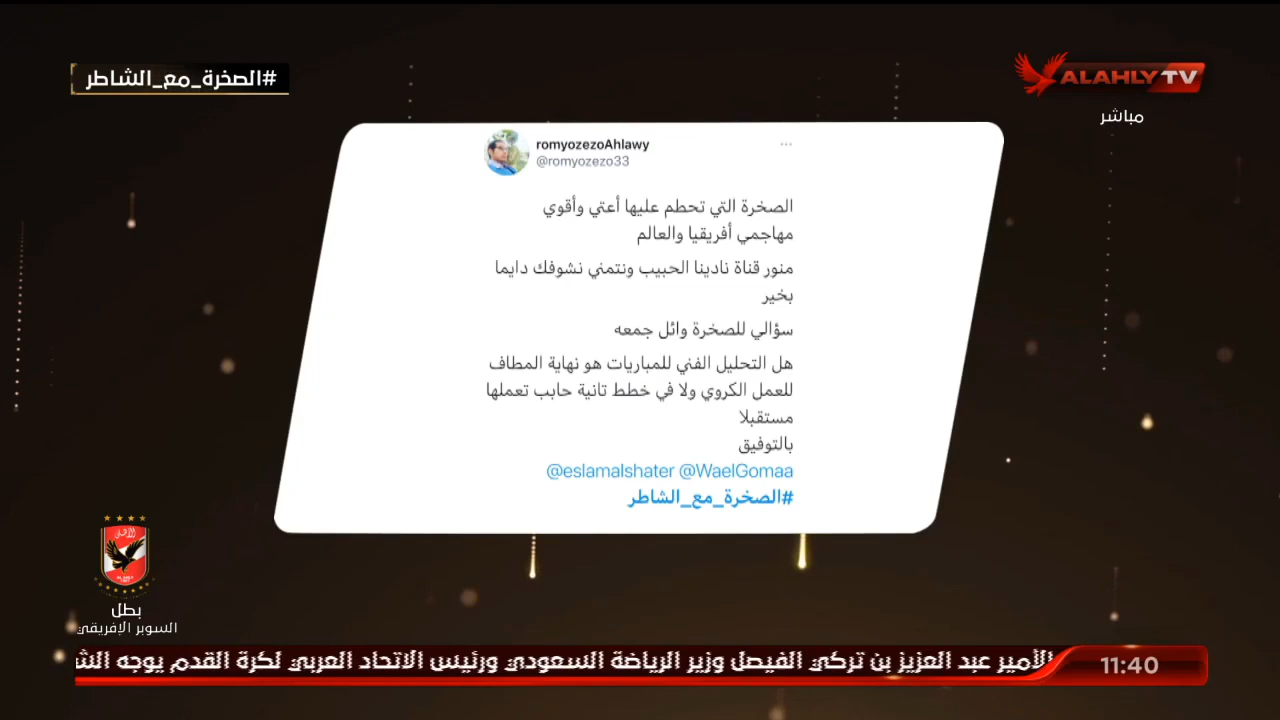 #الصخرة_مع_الشاطر
ALAHLY TV
مباشر
romyozezoAhlawy
@romyozezo33
الصخرة التي تحطم عليها أعتي وأقوي
مهاجمي أفريقيا والعالم
منور قناة نادينا الحبيب ونتمني نشوفك دايما
بخير
سؤالي للصخرة وائل جمعه
هل التحليل الفني للمباريات هو نهاية المطاف
للعمل الكروي ولا في خطط تانية حابب تعملها
مستقبلا
بالتوفيق
@eslamalshater @WaelGomaa
#الصخرة_مع_الشاطر
بطل
السوبر الإفريقي
الأمير عبد العزيز بن تركي الفيصل وزير الرياضة السعودي ورئيس الاتحاد العربي لكرة القدم يوجه الش
11:40